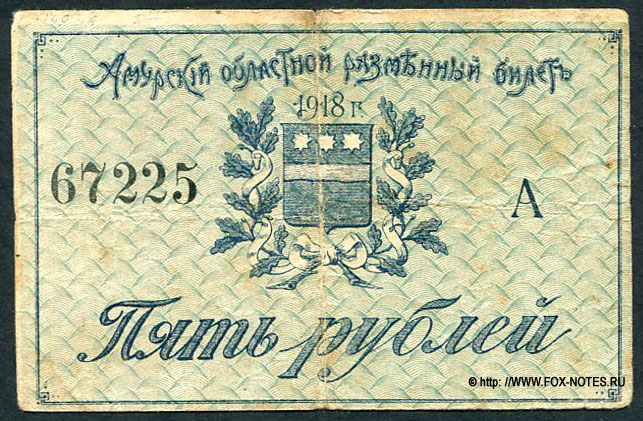 Амурскій областной размѣнный билетъ
1918 г.
67225
А
Пять рублей
© http: //WWW.FOX-NOTES.RU